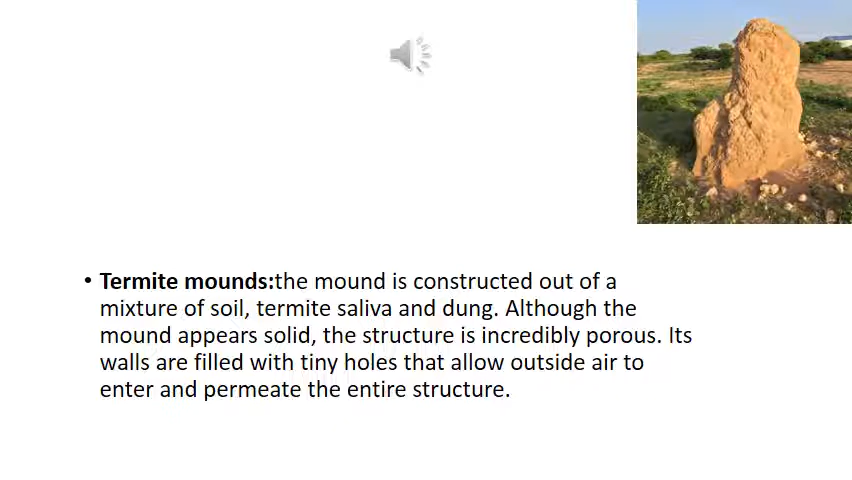 • Termite mounds:the mound is constructed out of a
mixture of soil, termite saliva and dung. Although the
mound appears solid, the structure is incredibly porous. Its
walls are filled with tiny holes that allow outside air to
enter and permeate the entire structure.